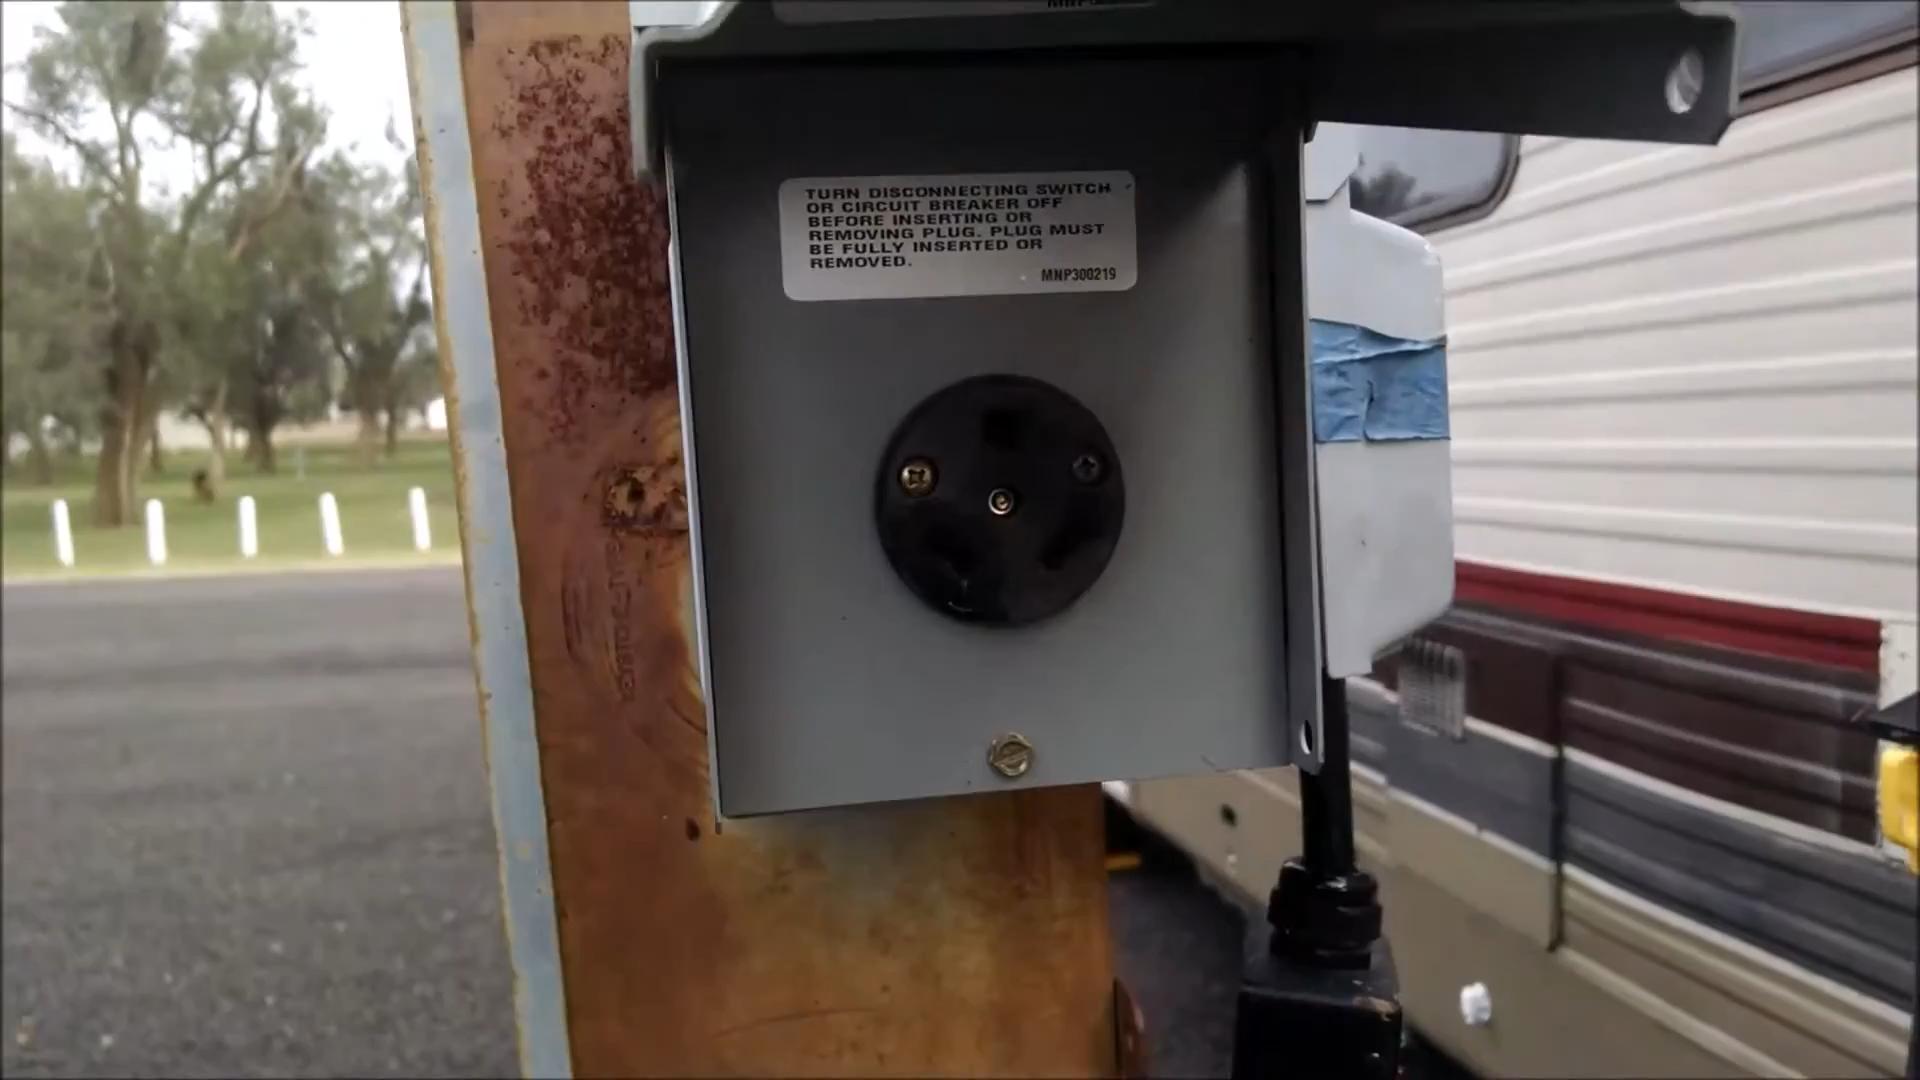 TURN DISCONNECTING SWITCH
OR CIRCUIT BREAKER OFF
BEFORE INSERTING OR
REMOVING PLUG. PLUG MUST
BE FULLY INSERTED OR
REMOVED.
MNP300219